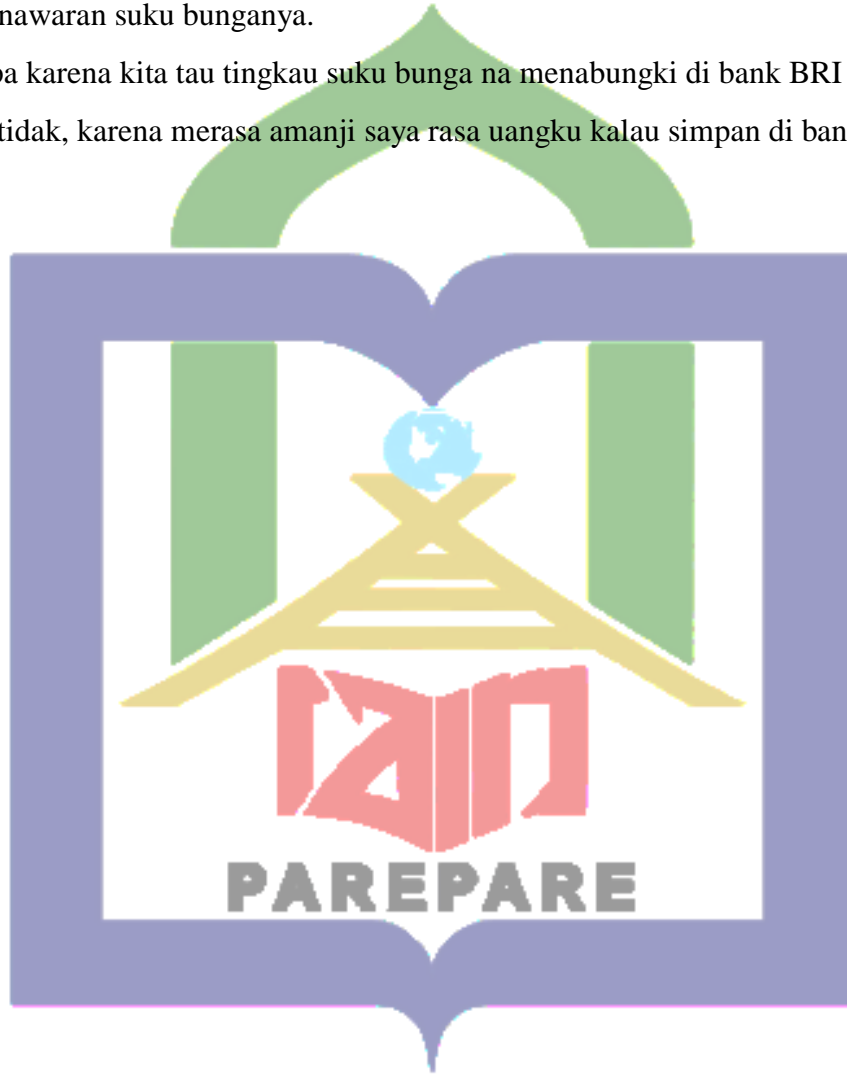 nawaran suku bunganya.
a karena kita tau tingkau suku bunga na menabungki di bank BRI
tidak, karena merasa amanji saya rasa uangku kalau simpan di ban
iain
PAREPARE